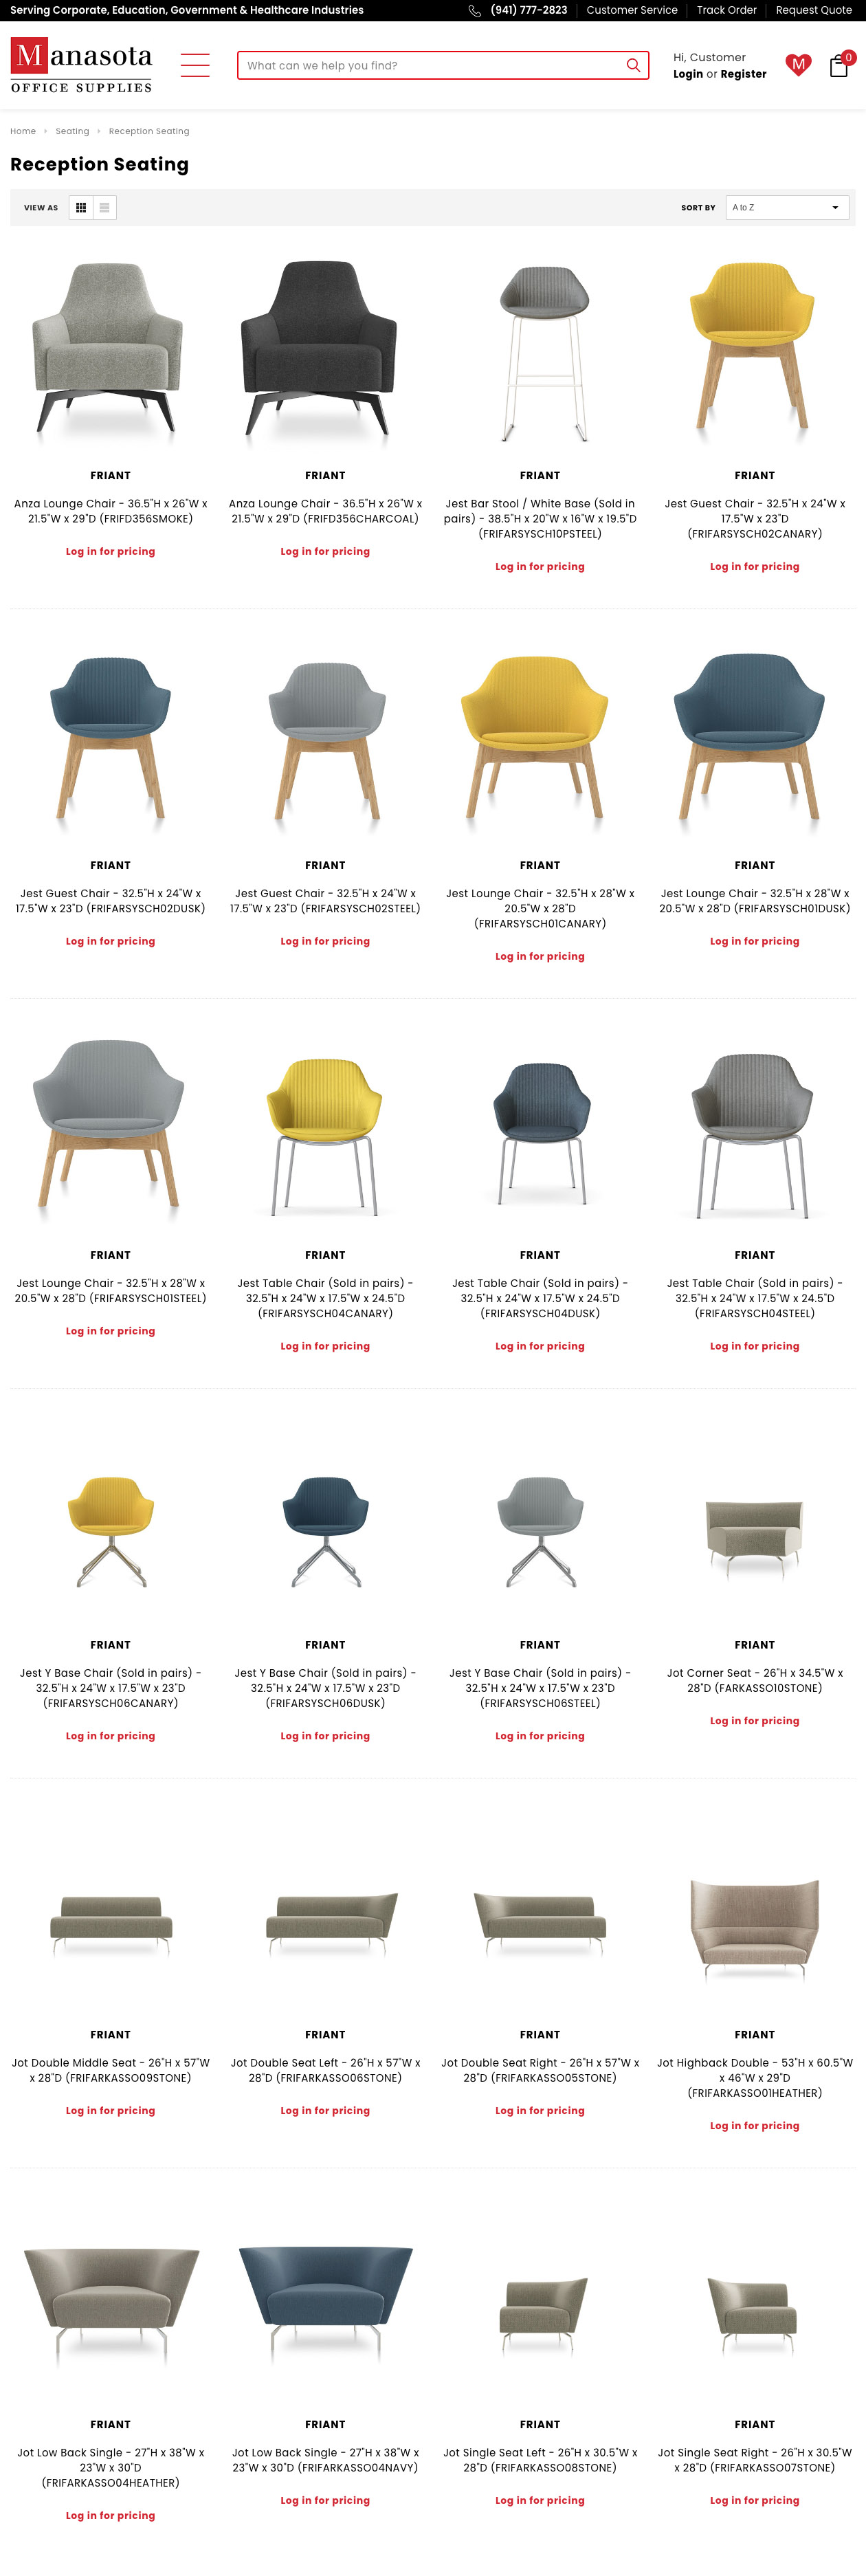 Serving Corporate, Education, Government & Healthcare Industries
(941) 777-2823
Customer Service
Track Order
Request Quote
Manasota
OFFICE SUPPLIES
What can we help you find?
Hi, Customer
Login or Register
M
0
Home
Seating
Reception Seating
Reception Seating
VIEW AS
SORT BY
A to Z
FRIANT
Anza Lounge Chair - 36.5"H x 26"W x
21.5"W x 29"D (FRIFD356SMOKE)
Log in for pricing
FRIANT
Anza Lounge Chair - 36.5"H x 26"W x
21.5"W x 29"D (FRIFD356CHARCOAL)
Log in for pricing
FRIANT
Jest Bar Stool / White Base (Sold in
pairs) - 38.5"H x 20"W x 16"W x 19.5"D
(FRIFARSYSCH10PSTEEL)
Log in for pricing
FRIANT
Jest Guest Chair - 32.5"H x 24"W x
17.5"W x 23"D
(FRIFARSYSCH02CANARY)
Log in for pricing
FRIANT
Jest Guest Chair - 32.5"H x 24"W x
17.5"W x 23"D (FRIFARSYSCH02DUSK)
Log in for pricing
FRIANT
Jest Guest Chair - 32.5"H x 24"W x
17.5"W x 23"D (FRIFARSYSCH02STEEL)
Log in for pricing
FRIANT
Jest Lounge Chair - 32.5"H x 28"W x
20.5"W x 28"D
(FRIFARSYSCH01CANARY)
Log in for pricing
FRIANT
Jest Lounge Chair - 32.5"H x 28"W x
20.5"W x 28"D (FRIFARSYSCH01DUSK)
Log in for pricing
FRIANT
Jest Lounge Chair - 32.5"H x 28"W x
20.5"W x 28"D (FRIFARSYSCH01STEEL)
Log in for pricing
FRIANT
Jest Table Chair (Sold in pairs) -
32.5"H x 24"W x 17.5"W x 24.5"D
(FRIFARSYSCH04CANARY)
Log in for pricing
FRIANT
Jest Table Chair (Sold in pairs) -
32.5"H x 24"W x 17.5"W x 24.5"D
(FRIFARSYSCH04DUSK)
Log in for pricing
FRIANT
Jest Table Chair (Sold in pairs) -
32.5"H x 24"W x 17.5"W x 24.5"D
(FRIFARSYSCH04STEEL)
Log in for pricing
FRIANT
Jest Y Base Chair (Sold in pairs) -
32.5"H x 24"W x 17.5"W x 23"D
(FRIFARSYSCH06CANARY)
Log in for pricing
FRIANT
Jest Y Base Chair (Sold in pairs) -
32.5"H x 24"W x 17.5"W x 23"D
(FRIFARSYSCH06DUSK)
Log in for pricing
FRIANT
Jest Y Base Chair (Sold in pairs) -
32.5"H x 24"W x 17.5"W x 23"D
(FRIFARSYSCH06STEEL)
Log in for pricing
FRIANT
Jot Corner Seat - 26"H x 34.5"W x
28"D (FARKASSO10STONE)
Log in for pricing
FRIANT
Jot Double Middle Seat - 26"H x 57"W
x 28"D (FRIFARKASSO09STONE)
Log in for pricing
FRIANT
Jot Double Seat Left - 26"H x 57"W x
28"D (FRIFARKASSO06STONE)
Log in for pricing
FRIANT
Jot Double Seat Right - 26"H x 57"W x
28"D (FRIFARKASSO05STONE)
Log in for pricing
FRIANT
Jot Highback Double - 53"H x 60.5"W
x 46"W x 29"D
(FRIFARKASSO01HEATHER)
Log in for pricing
FRIANT
Jot Low Back Single - 27"H x 38"W x
23"W x 30"D
(FRIFARKASSO04HEATHER)
Log in for pricing
FRIANT
Jot Low Back Single - 27"H x 38"W x
23"W x 30"D (FRIFARKASSO04NAVY)
Log in for pricing
FRIANT
Jot Single Seat Left - 26"H x 30.5"W x
28"D (FRIFARKASSO08STONE)
Log in for pricing
FRIANT
Jot Single Seat Right - 26"H x 30.5"W
x 28"D (FRIFARKASSO07STONE)
Log in for pricing